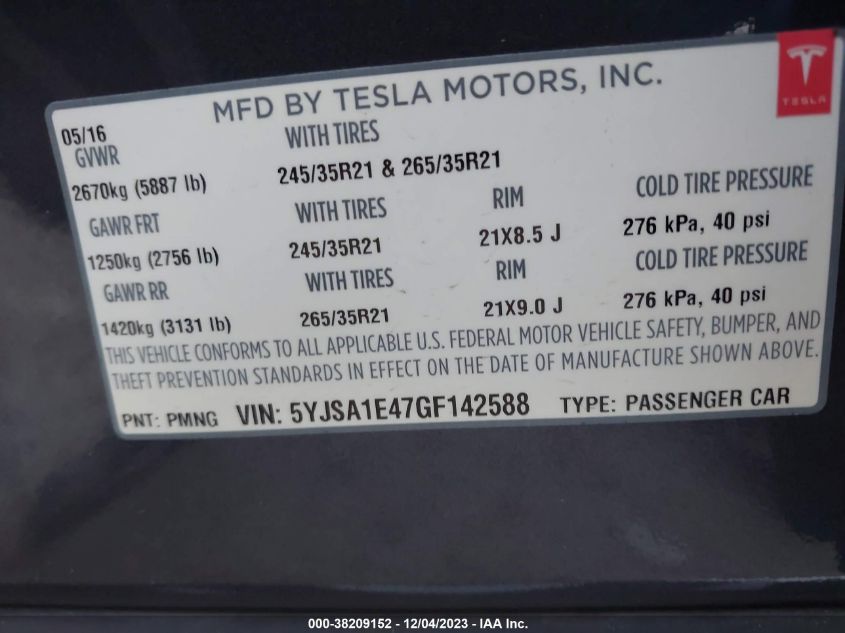 MFD BY TESLA MOTORS, INC.
TESLA
05/16
GVWR WITH TIRES
2670kg (5887 lb) 245/35R21 & 265/35R21
GAWR FRT WITH TIRES RIM COLD TIRE PRESSURE
1250kg (2756 lb) 245/35R21 21X8.5 J 276 kPa, 40 psi
GAWR RR WITH TIRES RIM COLD TIRE PRESSURE
1420kg (3131 lb) 265/35R21 21X9.0 J 276 kPa, 40 psi
THIS VEHICLE CONFORMS TO ALL APPLICABLE U.S. FEDERAL MOTOR VEHICLE SAFETY, BUMPER, AND
THEFT PREVENTION STANDARDS IN EFFECT ON THE DATE OF MANUFACTURE SHOWN ABOVE.
PNT: PMNG VIN: 5YJSA1E47GF142588 TYPE: PASSENGER CAR
000-38209152 - 12/04/2023 - IAA Inc.